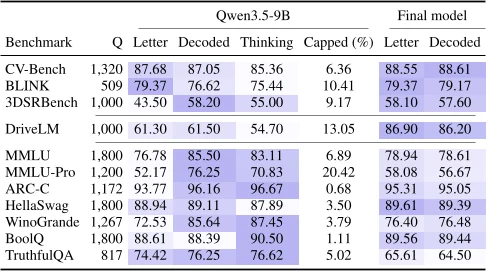 Qwen3.5-9B Final model
Benchmark Q Letter Decoded Thinking Capped (%) Letter Decoded
CV-Bench 1,320 87.68 87.05 85.36 6.36 88.55 88.61
BLINK 509 79.37 76.62 75.44 10.41 79.37 79.17
3DSRBench 1,000 43.50 58.20 55.00 9.17 58.10 57.60
DriveLM 1,000 61.30 61.50 54.70 13.05 86.90 86.20
MMLU 1,800 76.78 85.50 83.11 6.89 78.94 78.61
MMLU-Pro 1,200 52.17 76.25 70.83 20.42 58.08 56.67
ARC-C 1,172 93.77 96.16 96.67 0.68 95.31 95.05
HellaSwag 1,800 88.94 89.11 87.89 3.50 89.61 89.39
WinoGrande 1,267 72.53 85.64 87.45 3.79 76.40 76.48
BoolQ 1,800 88.61 88.39 90.50 1.11 89.56 89.44
TruthfulQA 817 74.42 76.25 76.62 5.02 65.61 64.50